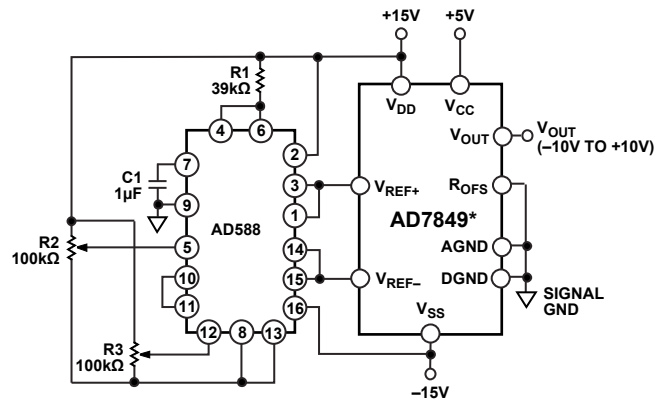 +15V
+5V
R1
39kΩ
VDD
VCC
4
6
VOUT
VOUT
(–10V TO +10V)
7
2
C1
1µF
3
VREF+
ROFS
9
1
AD588
AD7849*
R2
100kΩ
5
14
AGND
10
15
VREF–
DGND
11
16
VSS
SIGNAL
GND
12
8
13
R3
100kΩ
–15V